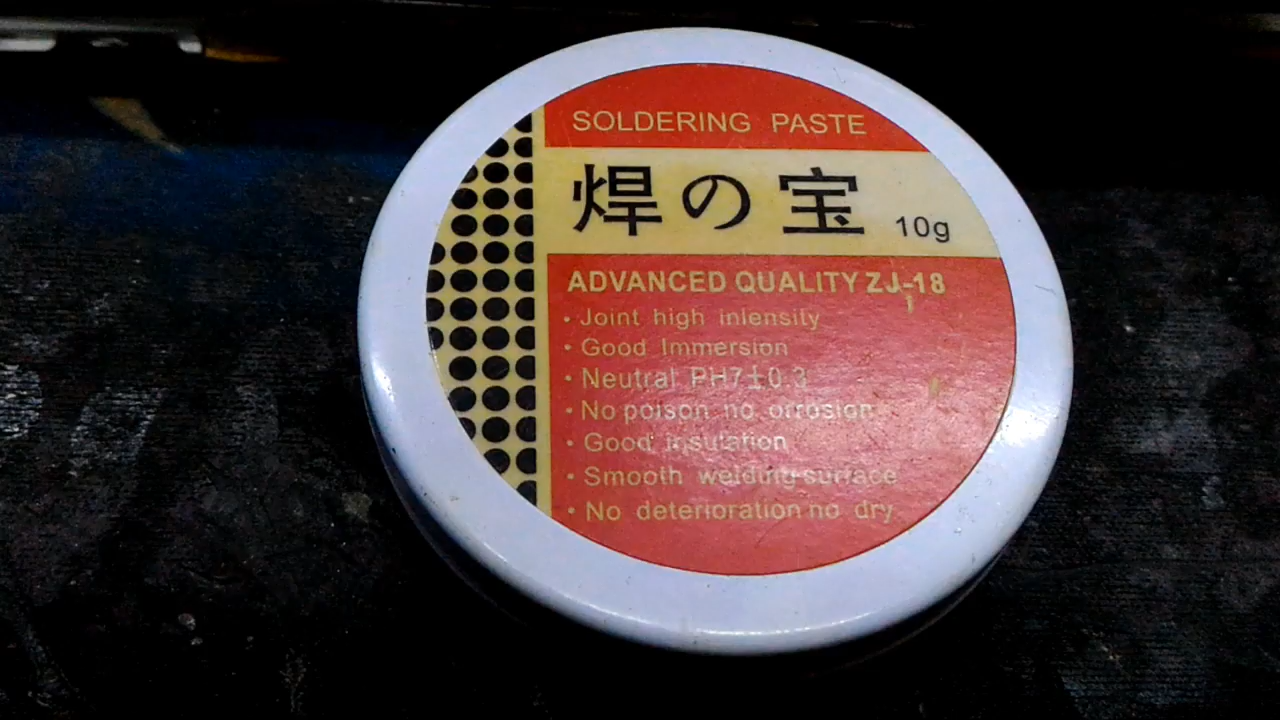 SOLDERING PASTE
焊の宝 10g
ADVANCED QUALITY ZJ-18
· Joint high inlensity
· Good Immersion
· Neutral PH7±0.3
· No poison no orrosion
· Good insulation
· Smooth welding surface
· No deterioration no dry